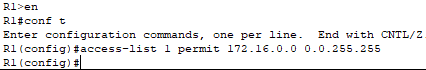 R1>en
R1#conf t
Enter configuration commands, one per line.  End with CNTL/Z
R1(config)#access-list 1 permit 172.16.0.0 0.0.255.255
R1(config)#